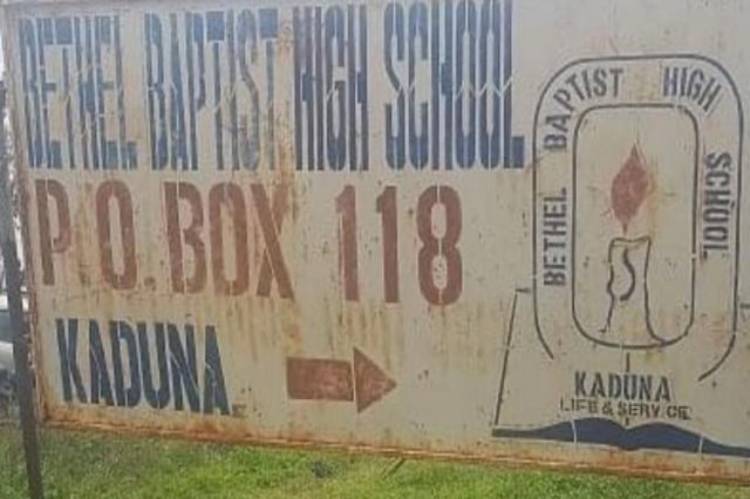 BETHEL BAPTIST HIGH SCHOOL
P.O. BOX 118
KADUNA
BETHEL BAPTIST HIGH SCHOOL
KADUNA
LIFE & SERVICE